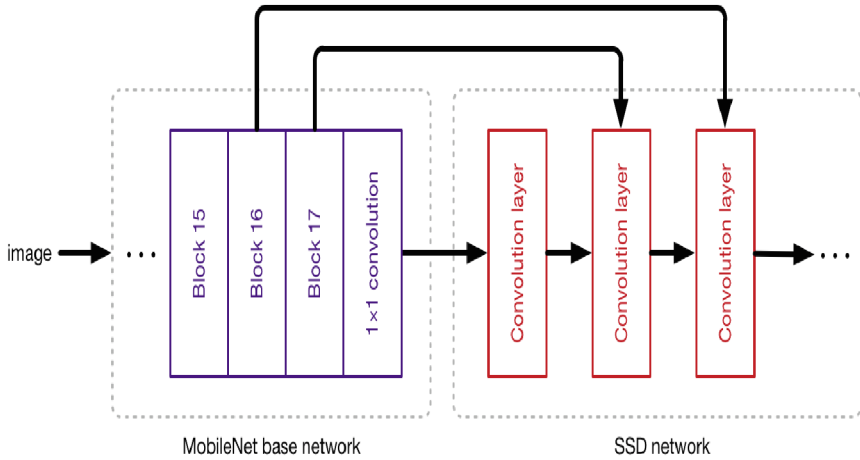 image
. . .
Block 15
Block 16
Block 17
1×1 convolution
Convolution layer
Convolution layer
Convolution layer
. . .
MobileNet base network
SSD network